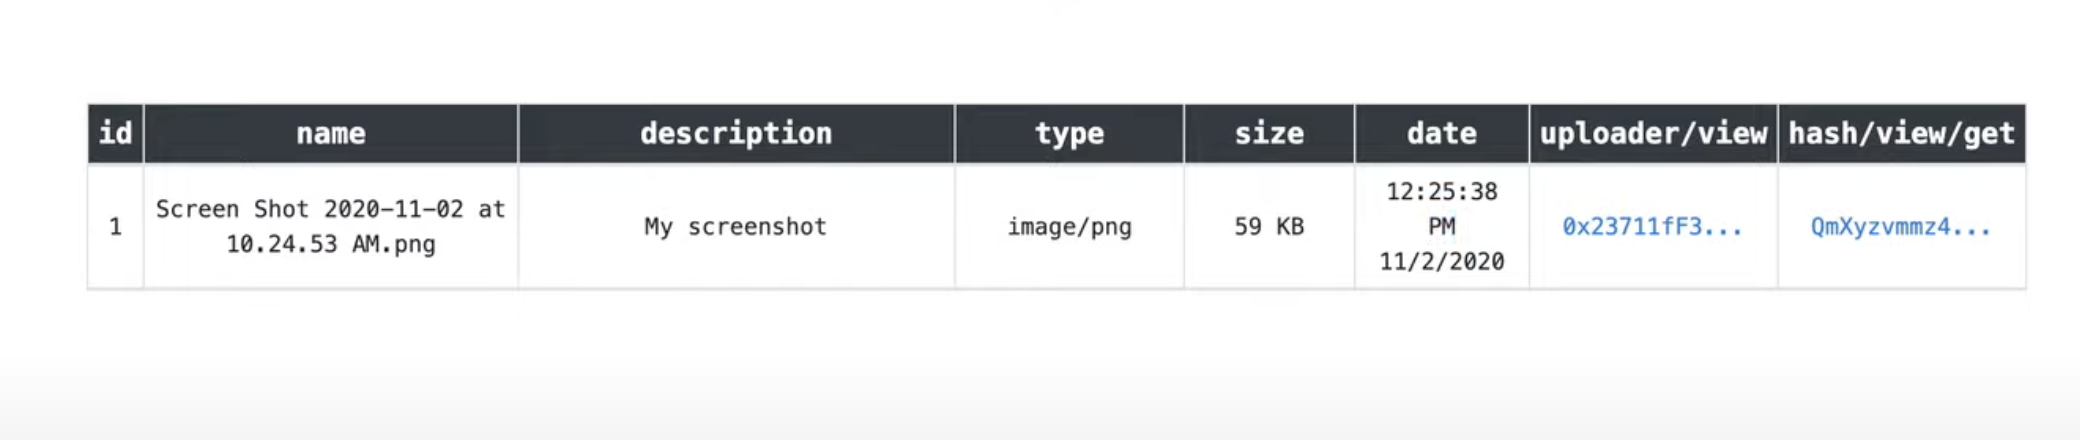 id name description type size date uploader/view hash/view/get
1 Screen Shot 2020-11-02 at 10.24.53 AM.png My screenshot image/png 59 KB 12:25:38 PM 11/2/2020 0x23711fF3... QmXyzvmmz4...